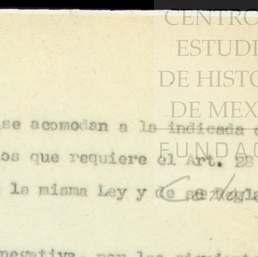 CENTRO
ESTUDI
DE HISTO
DE MEX
FUNDAC
se acomodan a la indicada
os que requiere el Art. 28
la misma Ley y de se regla
negativa, por los siguientes